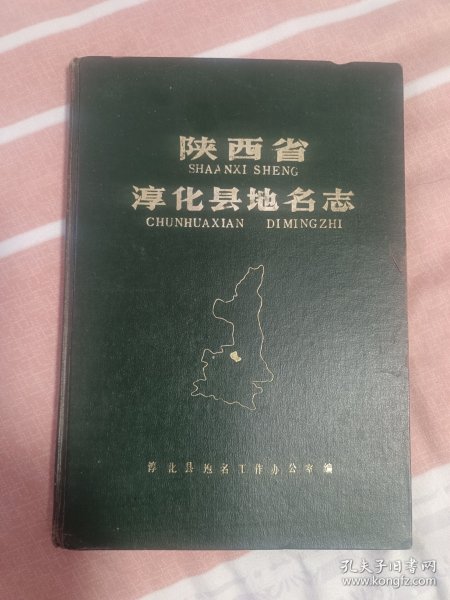 陕西省
SHAANXI SHENG
淳化县地名志
CHUNHUAXIAN DIMINGZHI
淳化县地名工作办公室编
孔夫子旧书网
www.kongfz.com